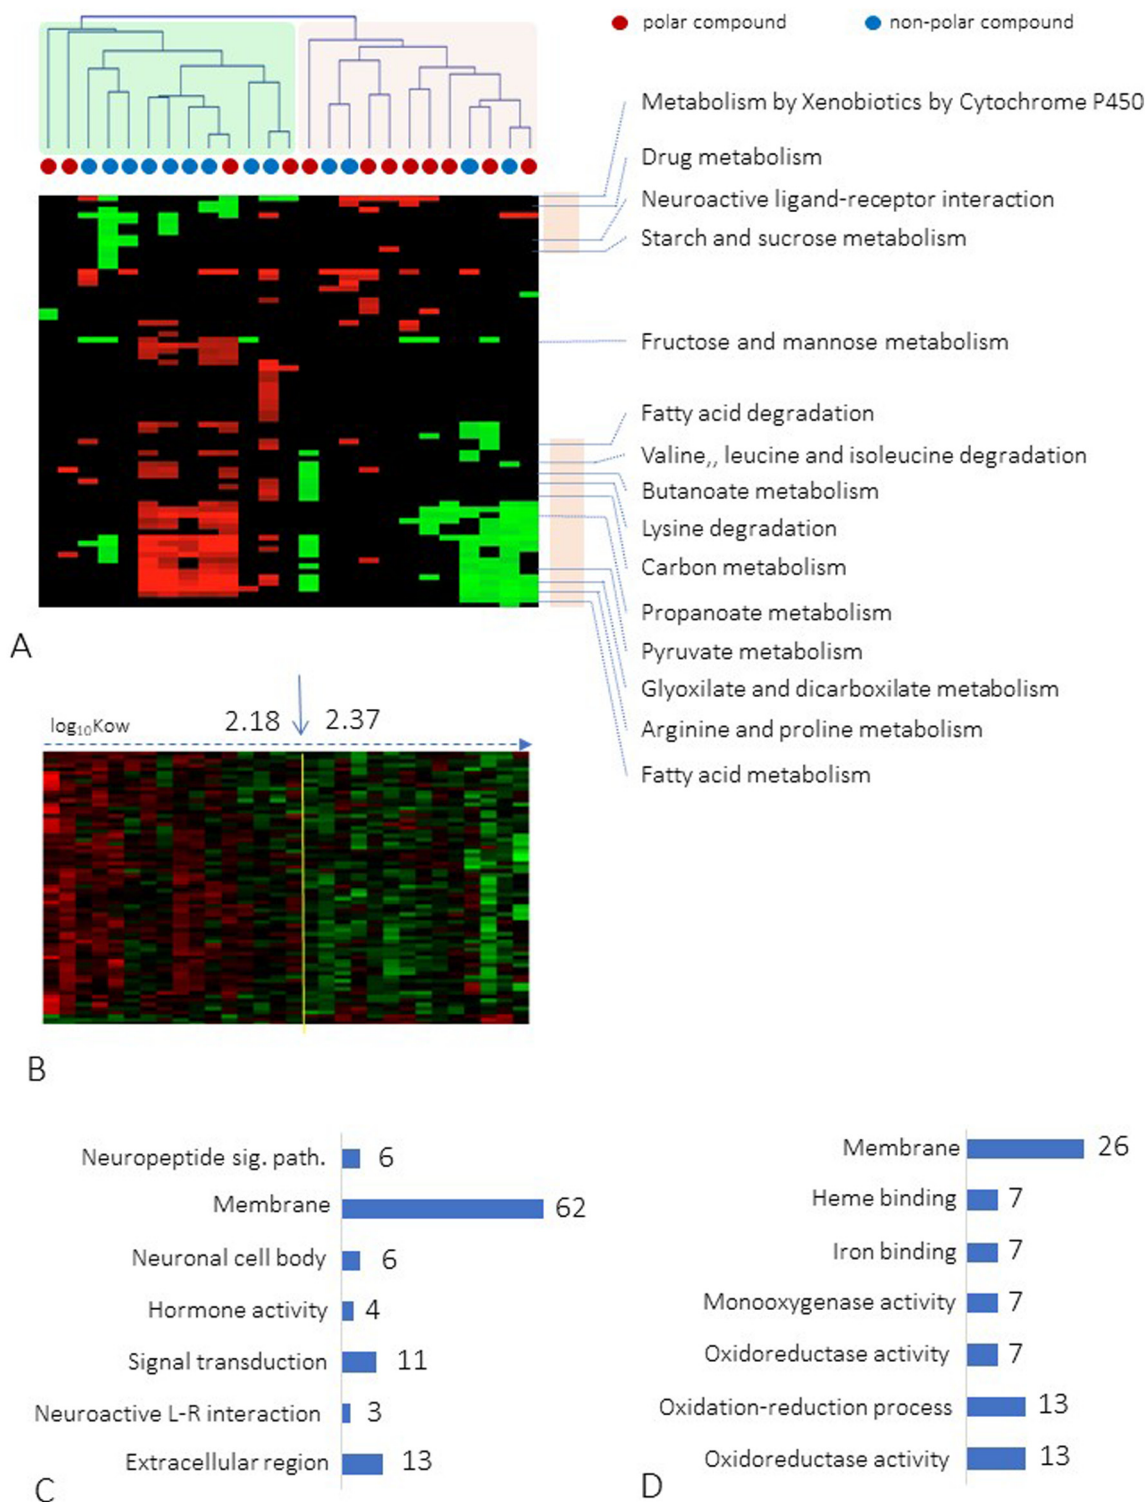 polar compound
non-polar compound
Metabolism by Xenobiotics by Cytochrome P450
Drug metabolism
Neuroactive ligand-receptor interaction
Starch and sucrose metabolism
Fructose and mannose metabolism
Fatty acid degradation
Valine,, leucine and isoleucine degradation
Butanoate metabolism
Lysine degradation
Carbon metabolism
Propanoate metabolism
Pyruvate metabolism
Glyoxilate and dicarboxilate metabolism
Arginine and proline metabolism
Fatty acid metabolism
A
log₁₀Kow
2.18
2.37
B
Neuropeptide sig. path. 6
Membrane 62
Neuronal cell body 6
Hormone activity 4
Signal transduction 11
Neuroactive L-R interaction 3
Extracellular region 13
C
Membrane 26
Heme binding 7
Iron binding 7
Monooxygenase activity 7
Oxidoreductase activity 7
Oxidation-reduction process 13
Oxidoreductase activity 13
D